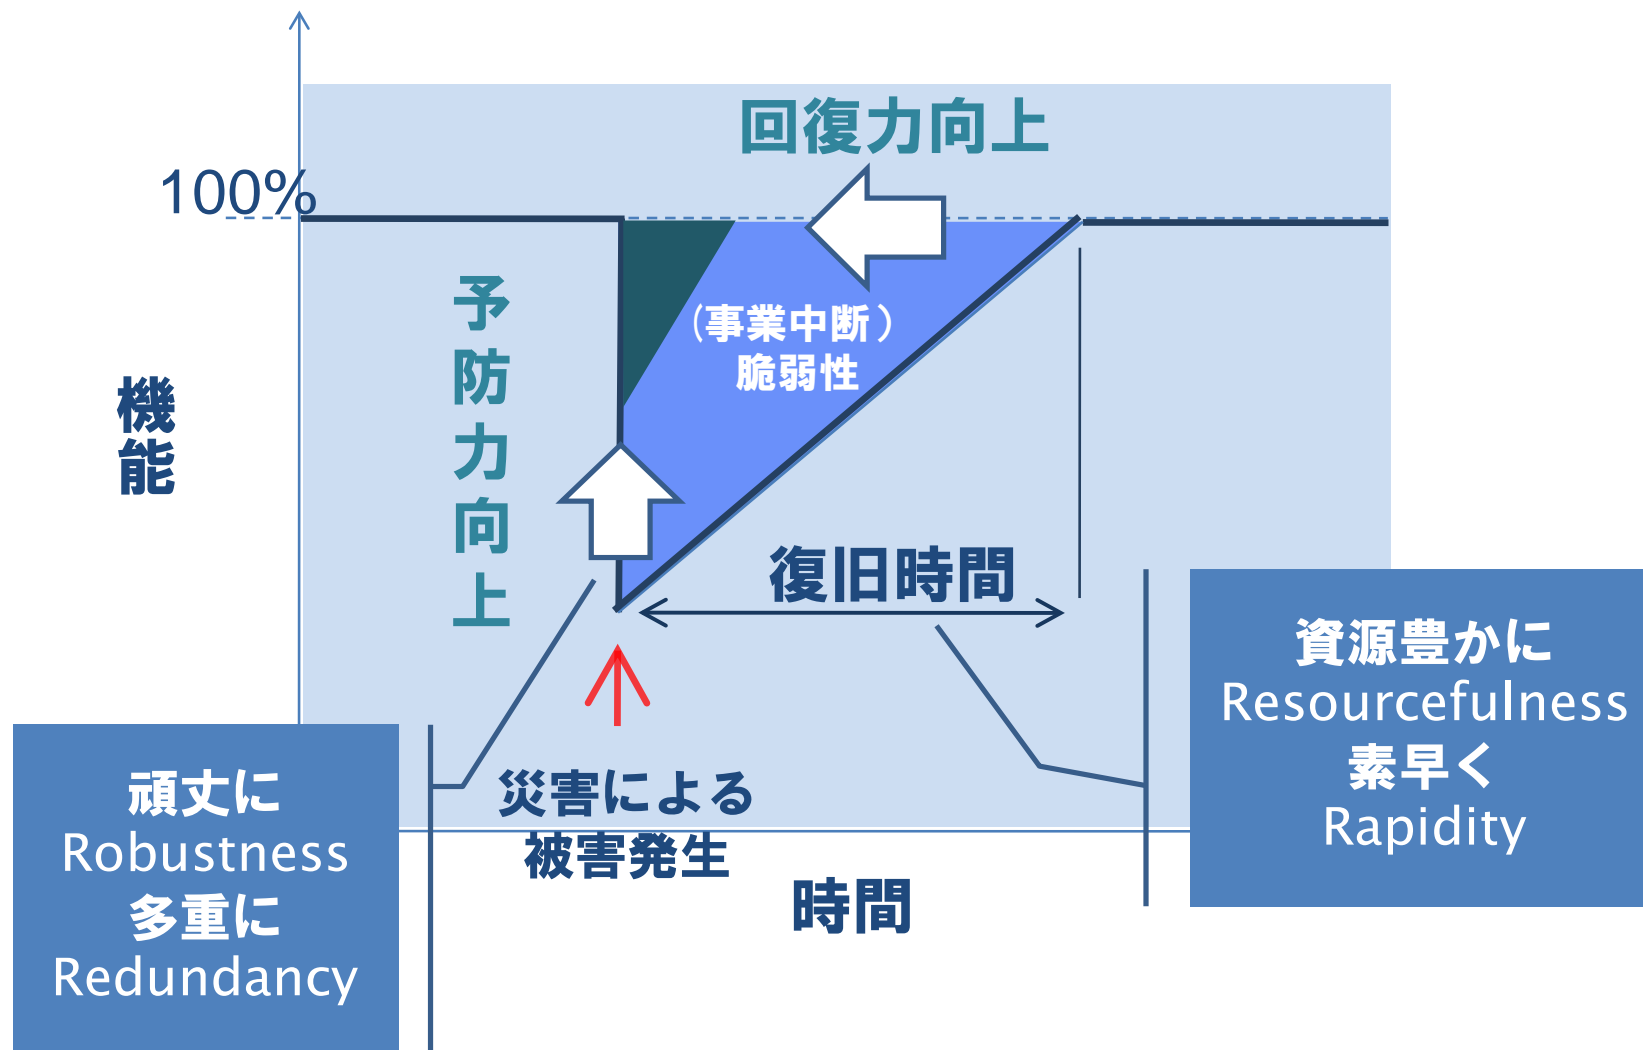 回復力向上
100%
予防力向上
(事業中断)
脆弱性
機能
復旧時間
資源豊かに
Resourcefulness
素早く
Rapidity
頑丈に
Robustness
多重に
Redundancy
災害による
被害発生
時間